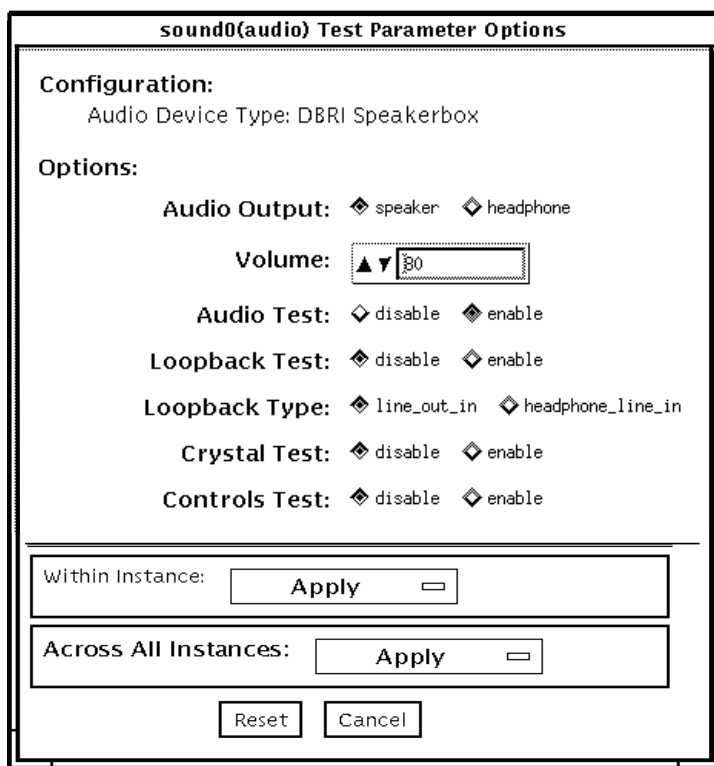 sound0(audio) Test Parameter Options
Configuration:
Audio Device Type: DBRI Speakerbox
Options:
Audio Output: speaker headphone
Volume: 80
Audio Test: disable enable
Loopback Test: disable enable
Loopback Type: line_out_in headphone_line_in
Crystal Test: disable enable
Controls Test: disable enable
Within Instance: Apply
Across All Instances: Apply
Reset Cancel